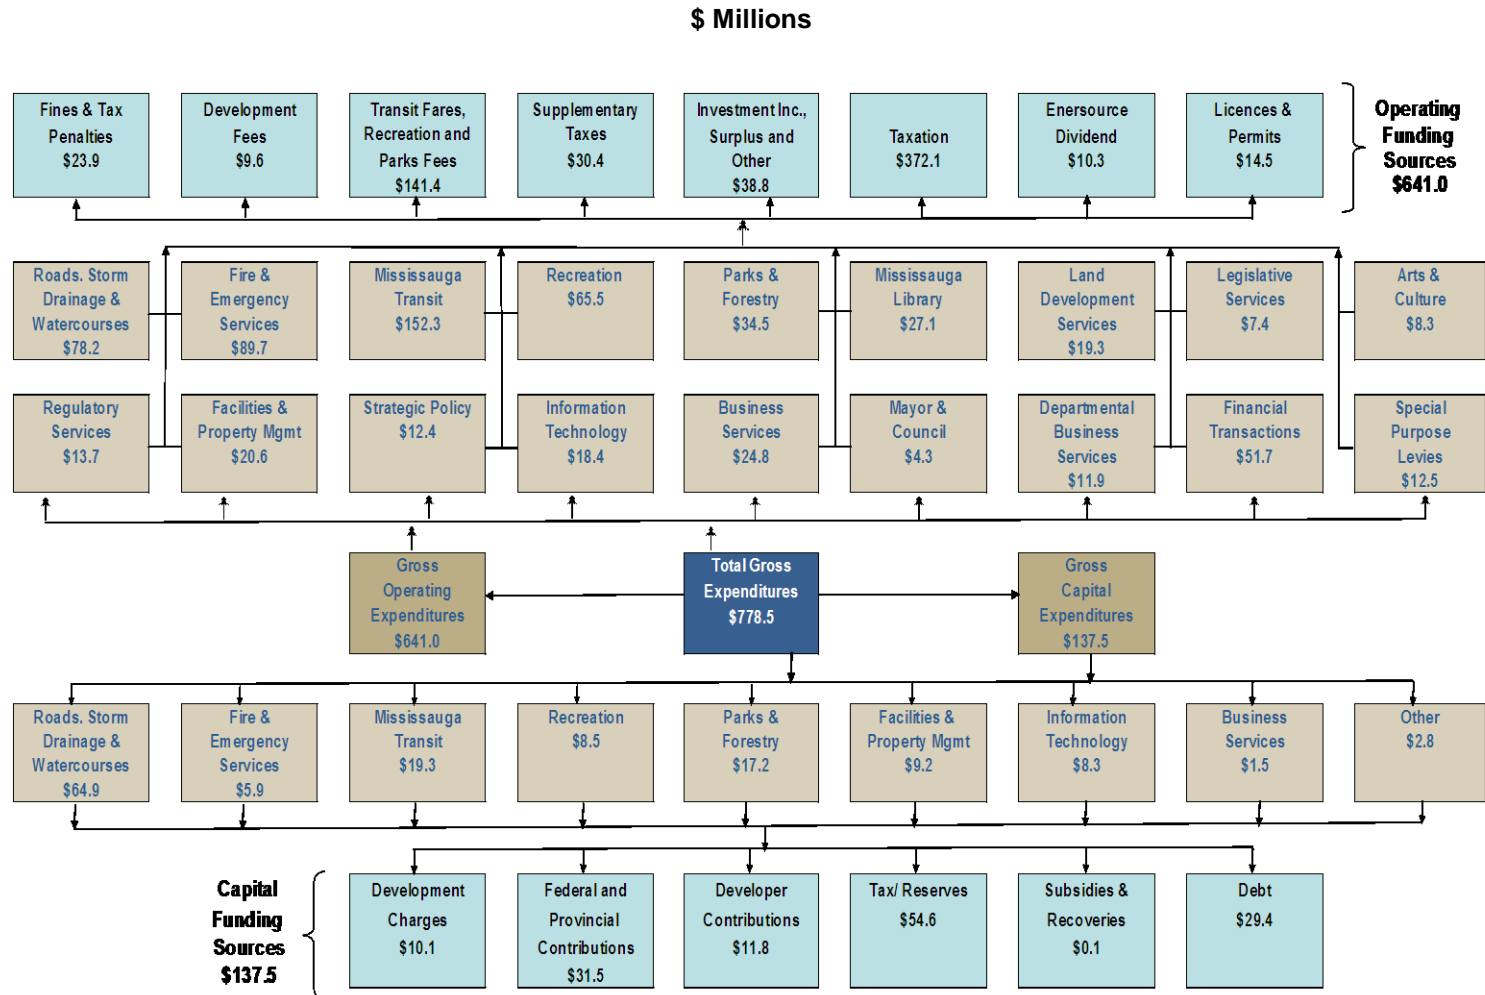 $ Millions
Fines & Tax
Penalties
$23.9
Development
Fees
$9.6
Transit Fares,
Recreation and
Parks Fees
$141.4
Supplementary
Taxes
$30.4
Investment Inc.,
Surplus and
Other
$38.8
Taxation
$372.1
Enersource
Dividend
$10.3
Licences &
Permits
$14.5
Operating
Funding
Sources
$641.0
Roads. Storm
Drainage &
Watercourses
$78.2
Fire &
Emergency
Services
$89.7
Mississauga
Transit
$152.3
Recreation
$65.5
Parks &
Forestry
$34.5
Mississauga
Library
$27.1
Land
Development
Services
$19.3
Legislative
Services
$7.4
Arts &
Culture
$8.3
Regulatory
Services
$13.7
Facilities &
Property Mgmt
$20.6
Strategic Policy
$12.4
Information
Technology
$18.4
Business
Services
$24.8
Mayor &
Council
$4.3
Departmental
Business
Services
$11.9
Financial
Transactions
$51.7
Special
Purpose
Levies
$12.5
Gross
Operating
Expenditures
$641.0
Total Gross
Expenditures
$778.5
Gross
Capital
Expenditures
$137.5
Roads. Storm
Drainage &
Watercourses
$64.9
Fire &
Emergency
Services
$5.9
Mississauga
Transit
$19.3
Recreation
$8.5
Parks &
Forestry
$17.2
Facilities &
Property Mgmt
$9.2
Information
Technology
$8.3
Business
Services
$1.5
Other
$2.8
Capital
Funding
Sources
$137.5
Development
Charges
$10.1
Federal and
Provincial
Contributions
$31.5
Developer
Contributions
$11.8
Tax/ Reserves
$54.6
Subsidies &
Recoveries
$0.1
Debt
$29.4